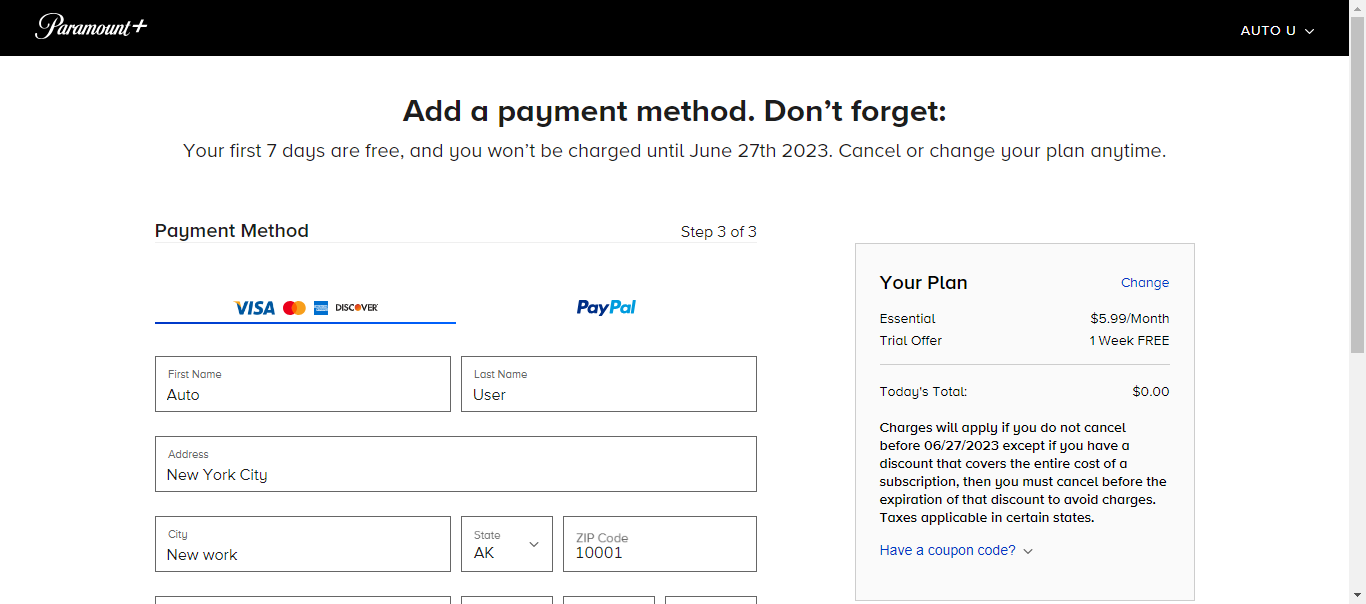 Paramount+
AUTO U
Add a payment method. Don’t forget:
Your first 7 days are free, and you won’t be charged until June 27th 2023. Cancel or change your plan anytime.
Payment Method
Step 3 of 3
VISA
DISCOVER
PayPal
First Name
Auto
Last Name
User
Address
New York City
City
New work
State
AK
ZIP Code
10001
Your Plan
Change
Essential
$5.99/Month
Trial Offer
1 Week FREE
Today's Total:
$0.00
Charges will apply if you do not cancel
before 06/27/2023 except if you have a
discount that covers the entire cost of a
subscription, then you must cancel before the
expiration of that discount to avoid charges.
Taxes applicable in certain states.
Have a coupon code?